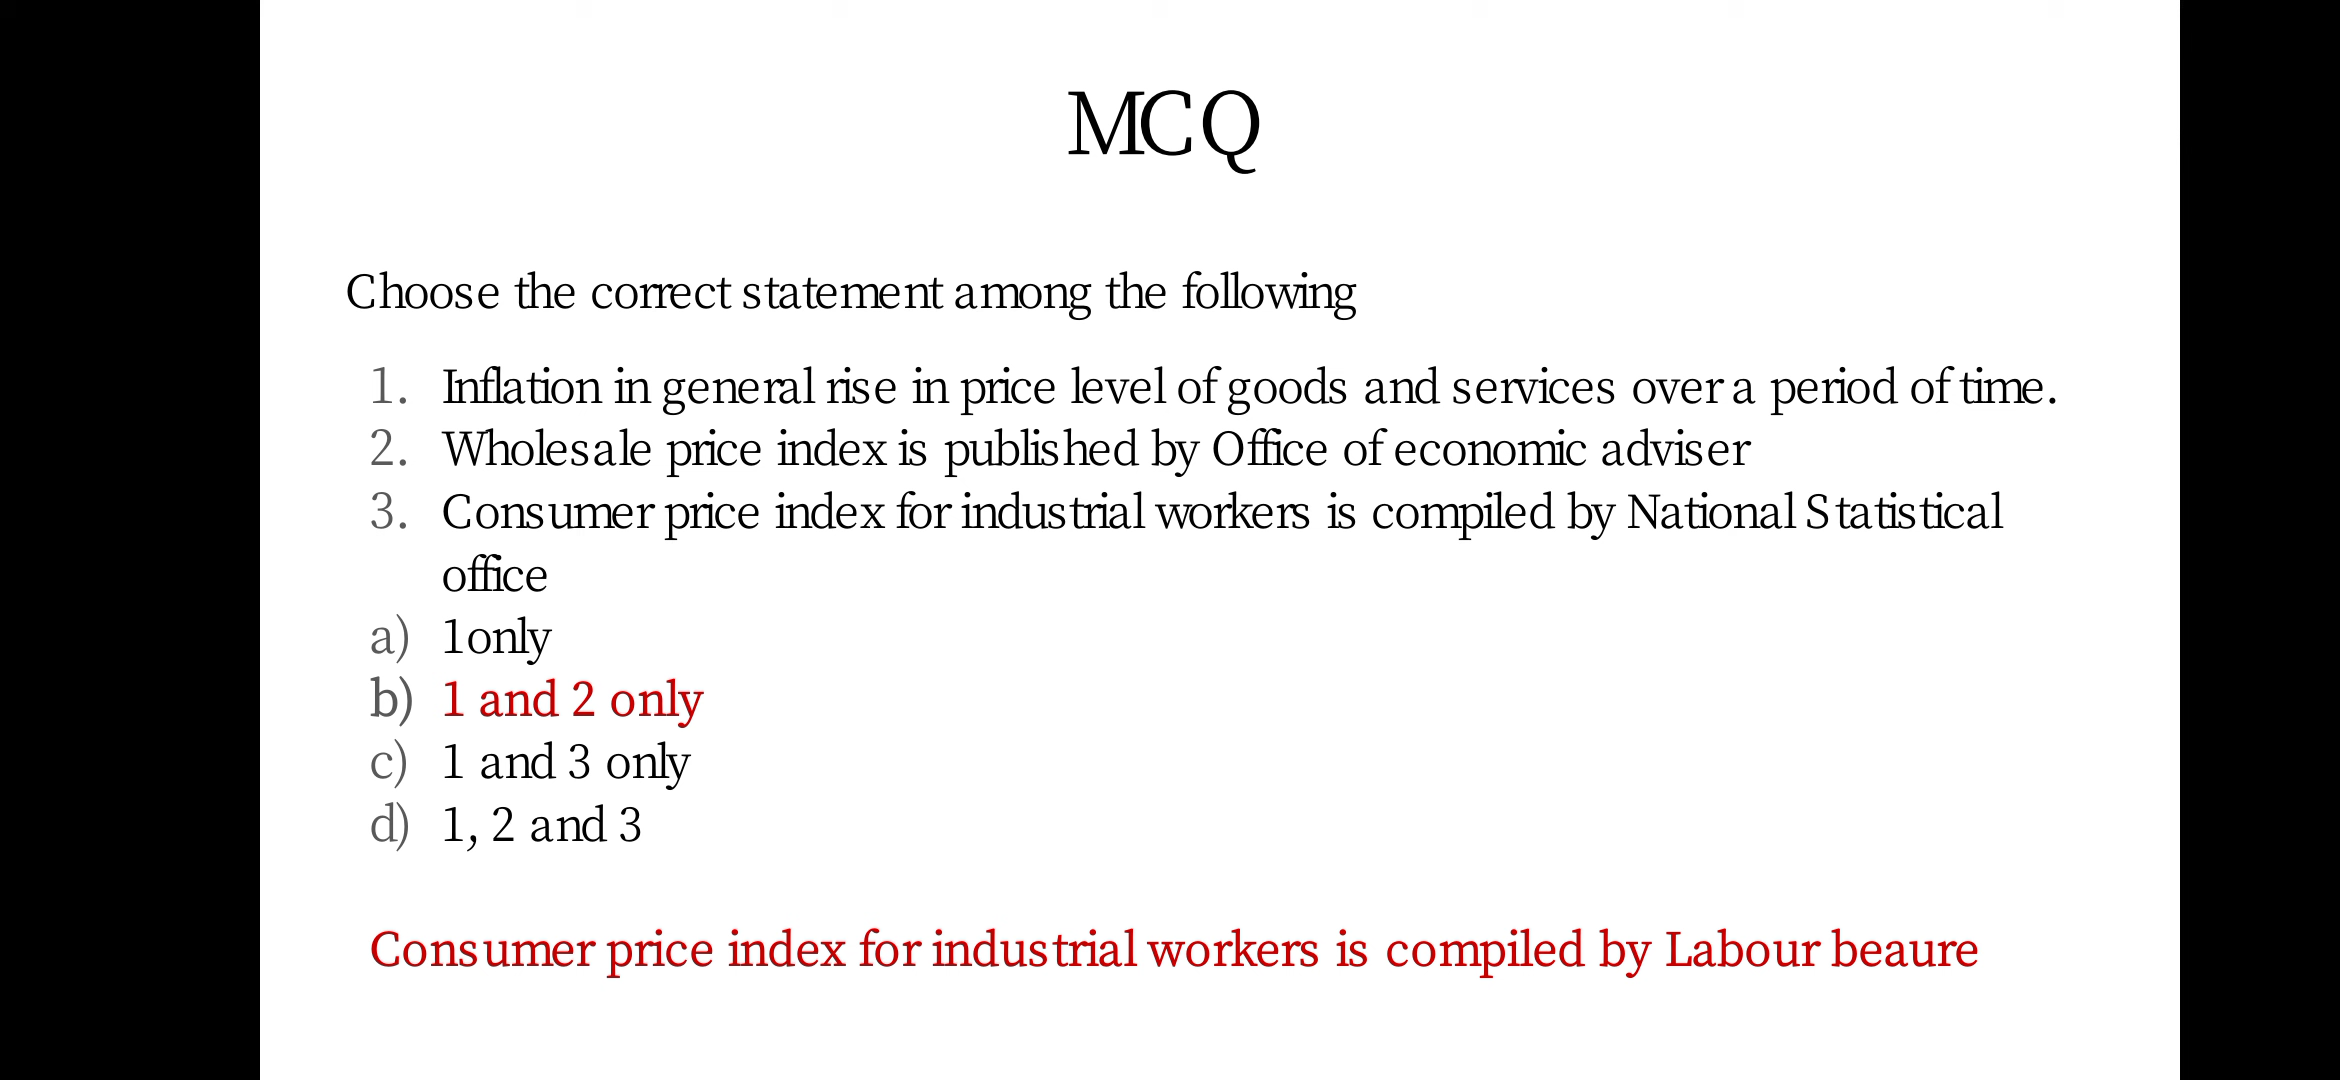 MCQ
Choose the correct statement among the following
1. Inflation in general rise in price level of goods and services over a period of time.
2. Wholesale price index is published by Office of economic adviser
3. Consumer price index for industrial workers is compiled by National Statistical
office
a) 1only
b) 1 and 2 only
c) 1 and 3 only
d) 1, 2 and 3
Consumer price index for industrial workers is compiled by Labour beaure